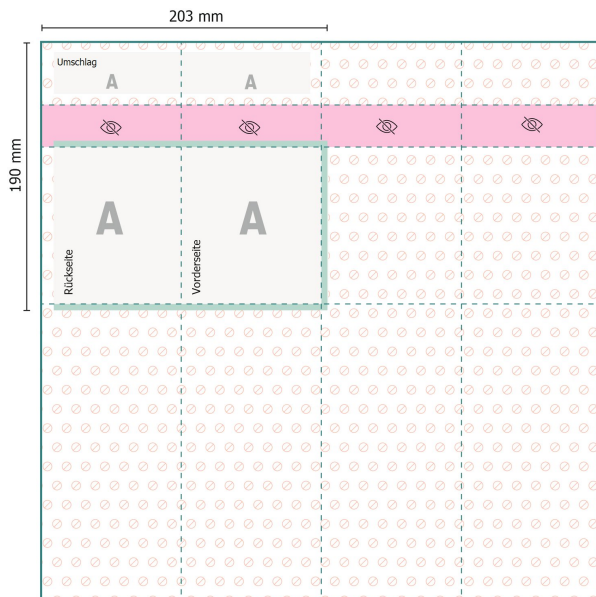 203 mm
190 mm
Umschlag
A
A
A
A
Rückseite
Vorderseite